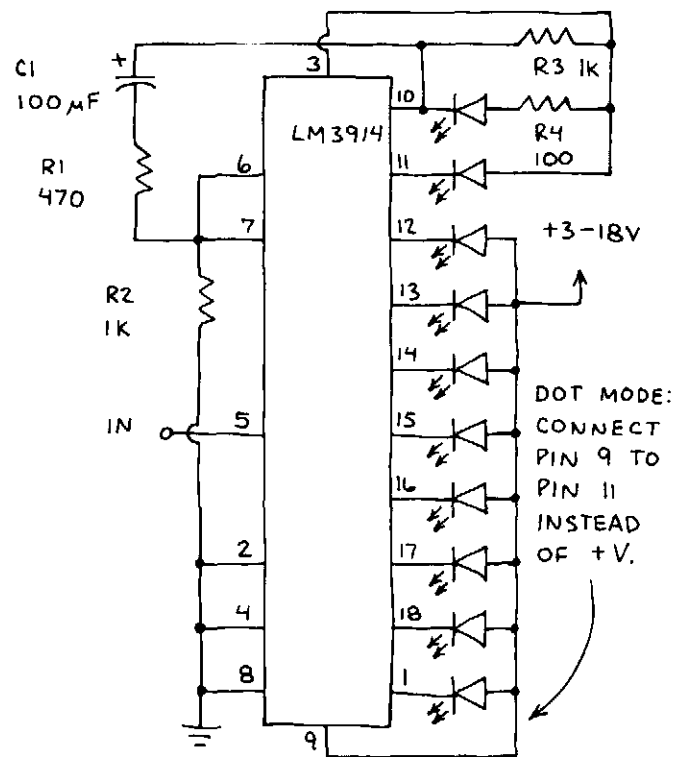 C1
100 µF
+
3
R3 1K
10
LM3914
R4
100
R1
470
6
11
7
12
+3-18V
R2
1K
13
14
DOT MODE:
CONNECT
PIN 9 TO
PIN 11
INSTEAD
OF +V.
IN
5
15
16
2
17
4
18
8
1
9